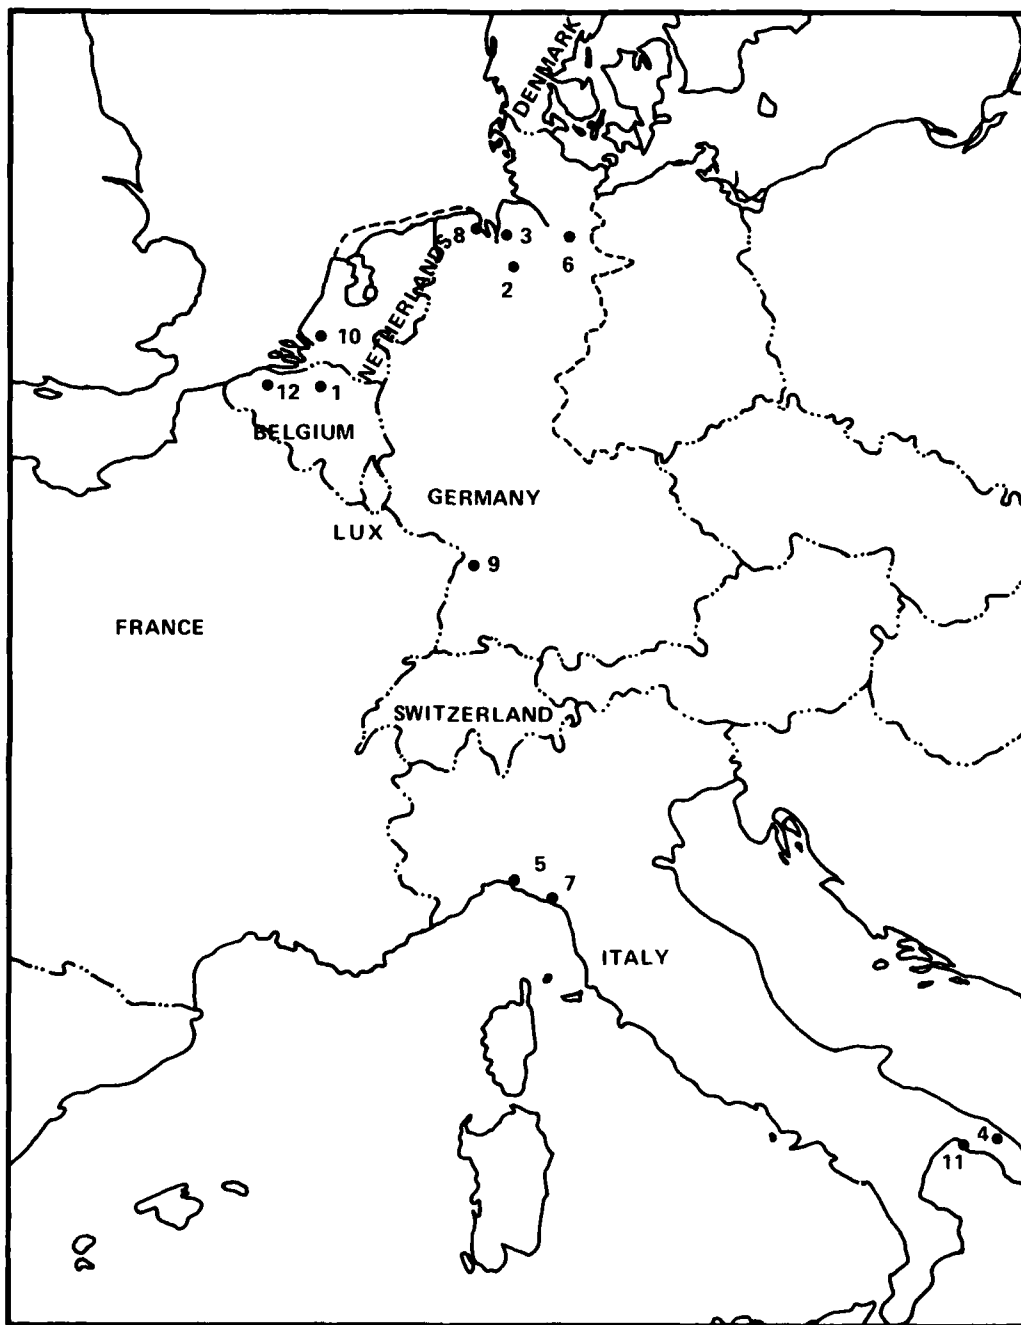 DENMARK
8
3
6
2
NETHERLANDS
10
12
1
BELGIUM
GERMANY
LUX
9
FRANCE
SWITZERLAND
5
7
ITALY
4
11